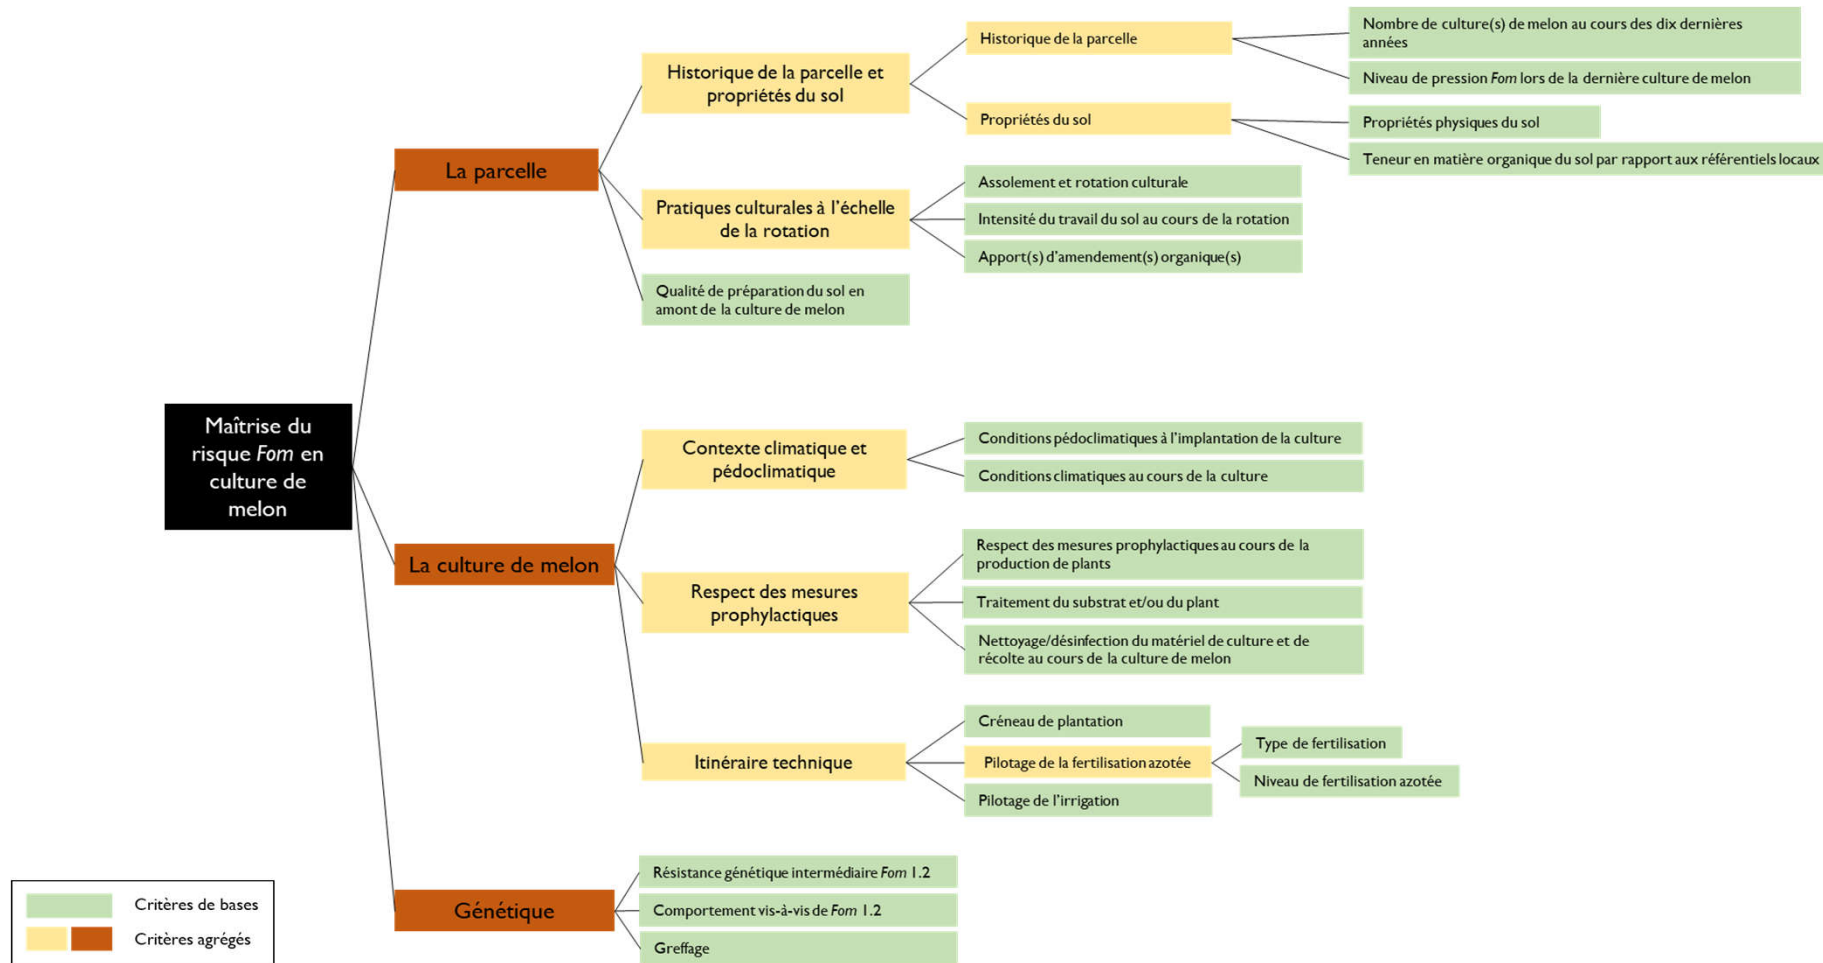 Nombre de culture(s) de melon au cours des dix dernières
années
Historique de la parcelle
Niveau de pression Fom lors de la dernière culture de melon
Historique de la parcelle et
propriétés du sol
Propriétés du sol
Propriétés physiques du sol
Teneur en matière organique du sol par rapport aux référentiels locaux
La parcelle
Pratiques culturales à l’échelle
de la rotation
Assolement et rotation culturale
Intensité du travail du sol au cours de la rotation
Apport(s) d’amendement(s) organique(s)
Qualité de préparation du sol en
amont de la culture de melon
Maîtrise du
risque Fom en
culture de
melon
La culture de melon
Contexte climatique et
pédoclimatique
Conditions pédoclimatiques à l’implantation de la culture
Conditions climatiques au cours de la culture
Respect des mesures
prophylactiques
Respect des mesures prophylactiques au cours de la
production de plants
Traitement du substrat et/ou du plant
Nettoyage/désinfection du matériel de culture et de
récolte au cours de la culture de melon
Itinéraire technique
Créneau de plantation
Pilotage de la fertilisation azotée
Type de fertilisation
Niveau de fertilisation azotée
Pilotage de l’irrigation
Génétique
Résistance génétique intermédiaire Fom 1.2
Comportement vis-à-vis de Fom 1.2
Greffage
Critères de bases
Critères agrégés